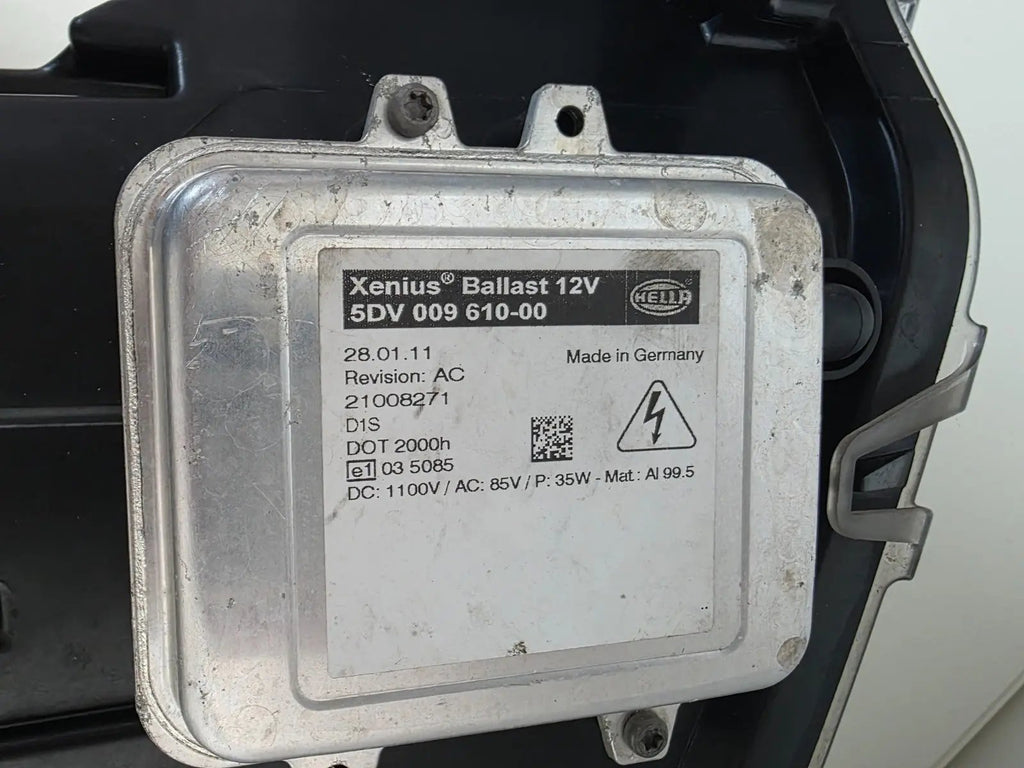 Xenius® Ballast 12V
5DV 009 610-00
HELLA
28.01.11
Made in Germany
Revision: AC
21008271
D1S
DOT 2000h
e1 03 5085
DC: 1100V / AC: 85V / P: 35W - Mat.: Al 99.5